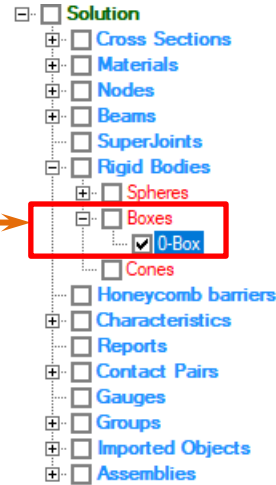 Solution
Cross Sections
Materials
Nodes
Beams
SuperJoints
Rigid Bodies
Spheres
Boxes
0-Box
Cones
Honeycomb barriers
Characteristics
Reports
Contact Pairs
Gauges
Groups
Imported Objects
Assemblies